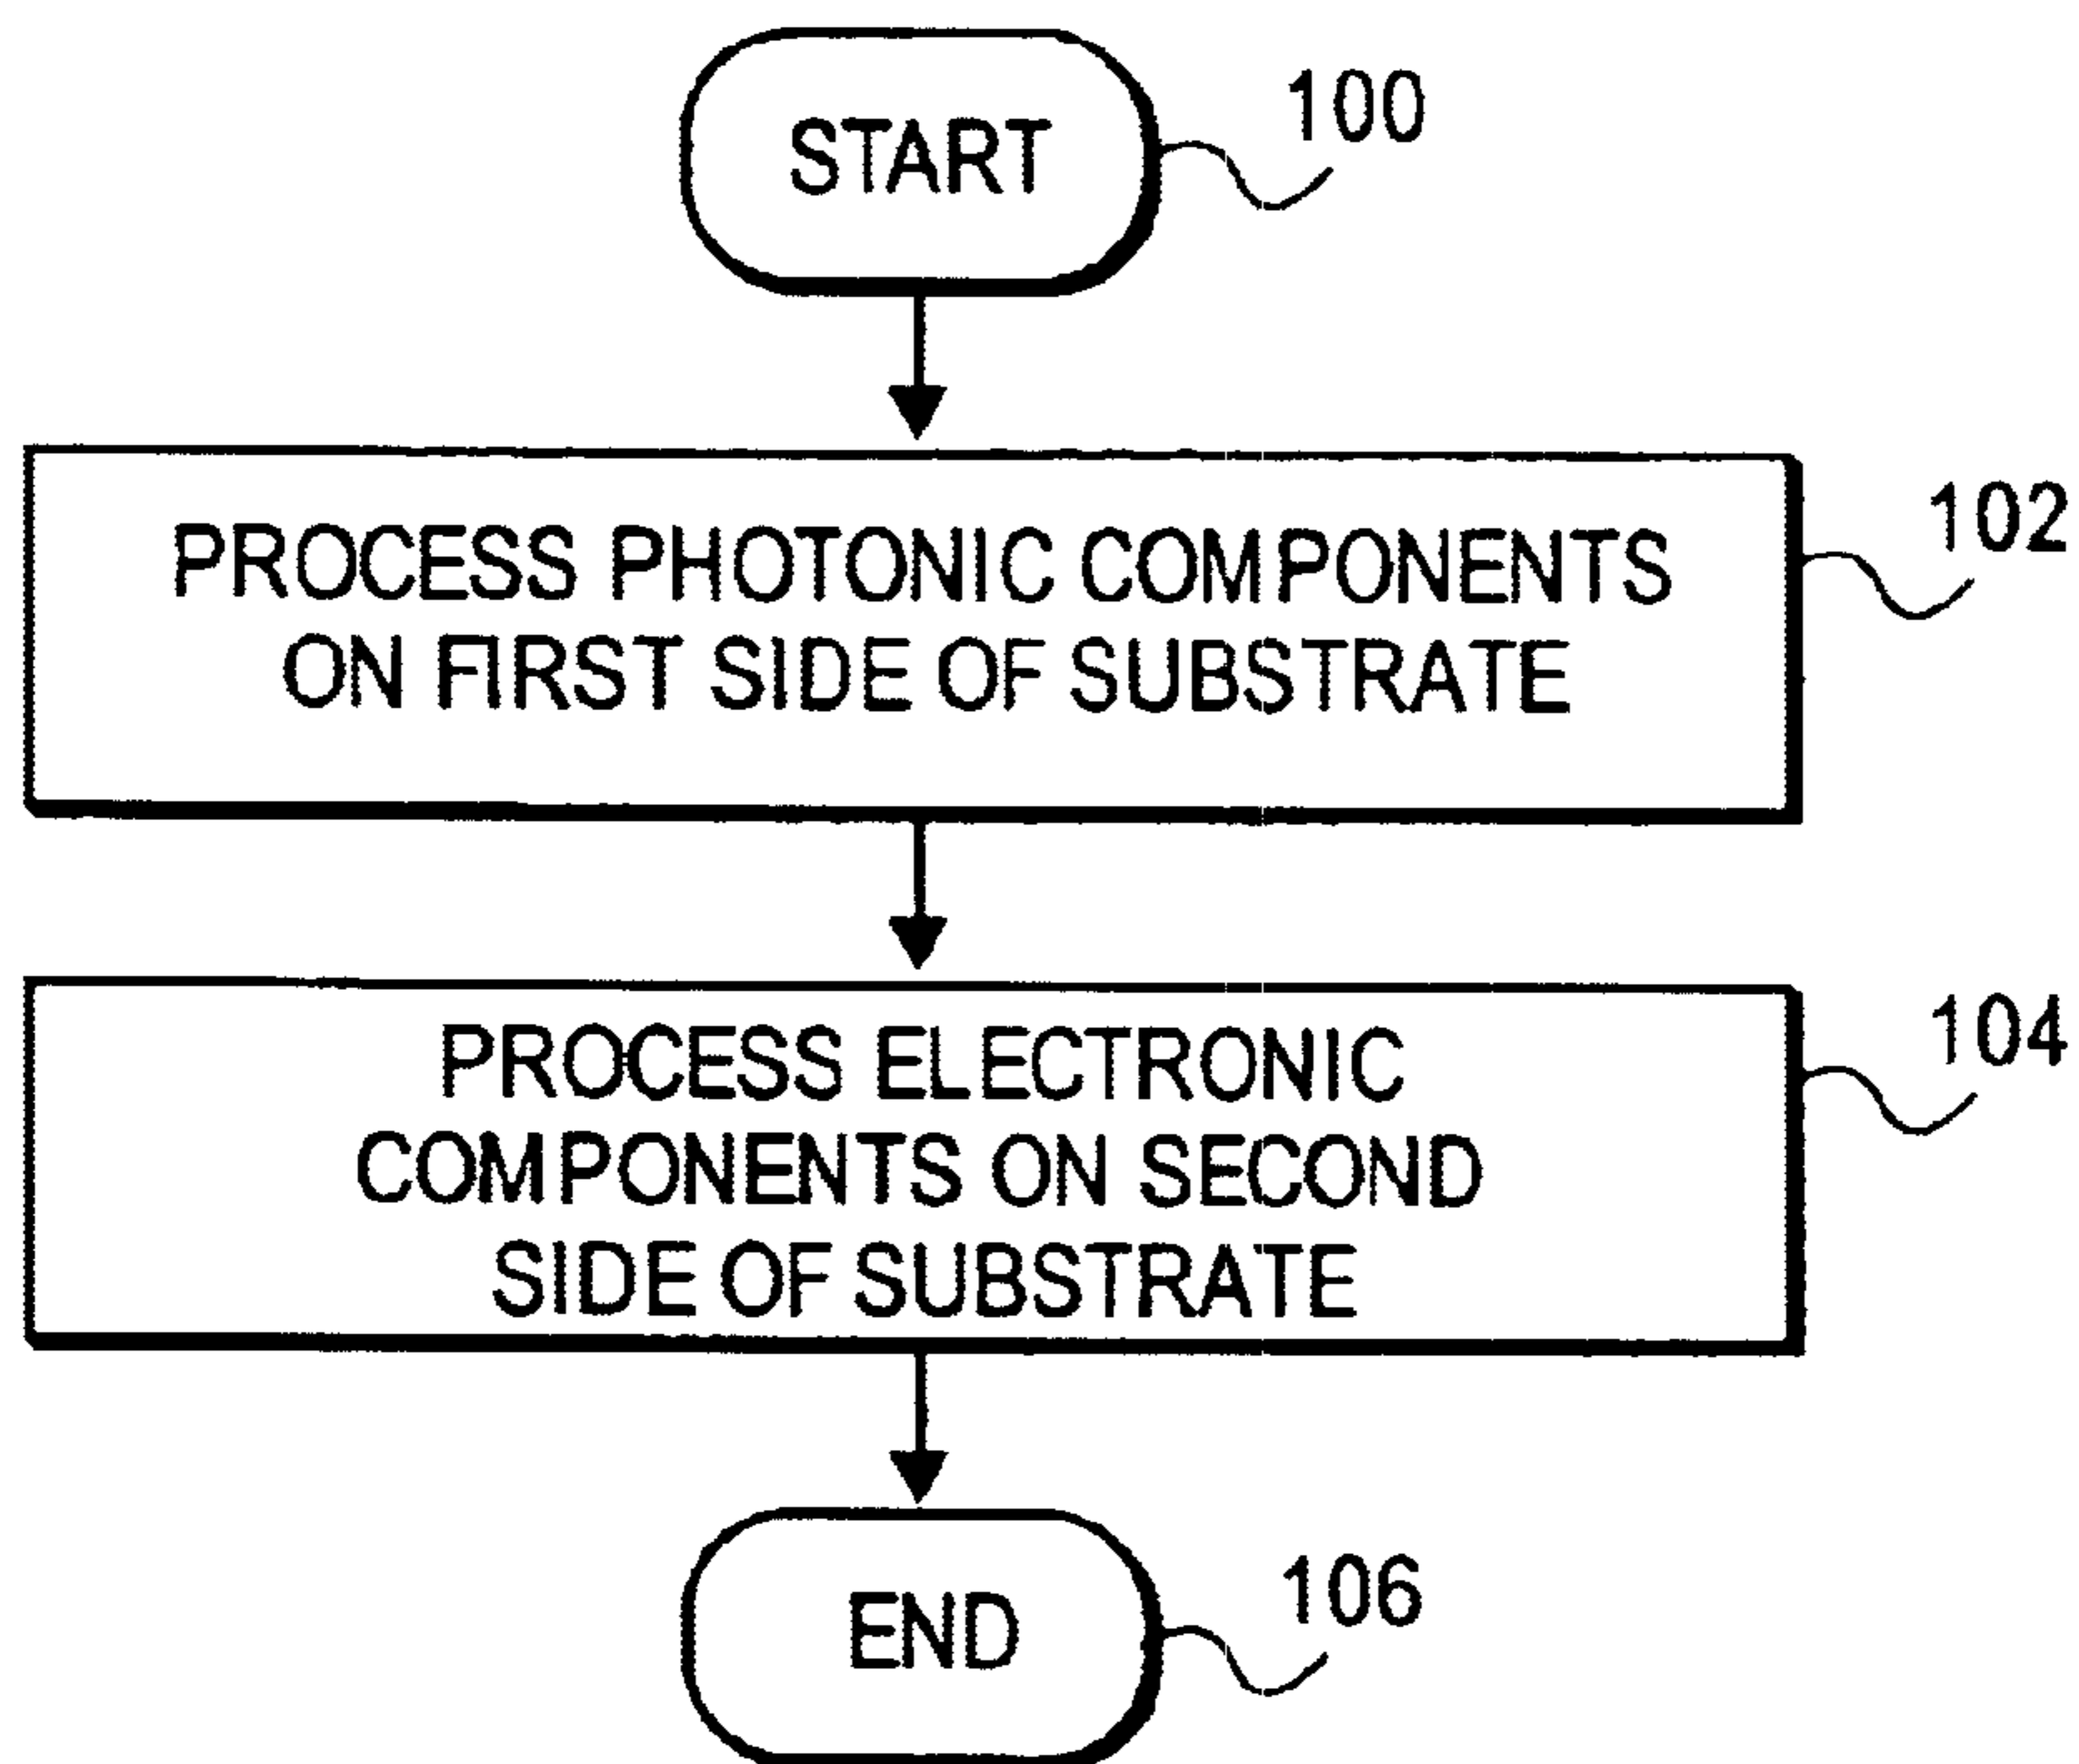 START
100
PROCESS PHOTONIC COMPONENTS
ON FIRST SIDE OF SUBSTRATE
102
PROCESS ELECTRONIC
COMPONENTS ON SECOND
SIDE OF SUBSTRATE
104
END
106